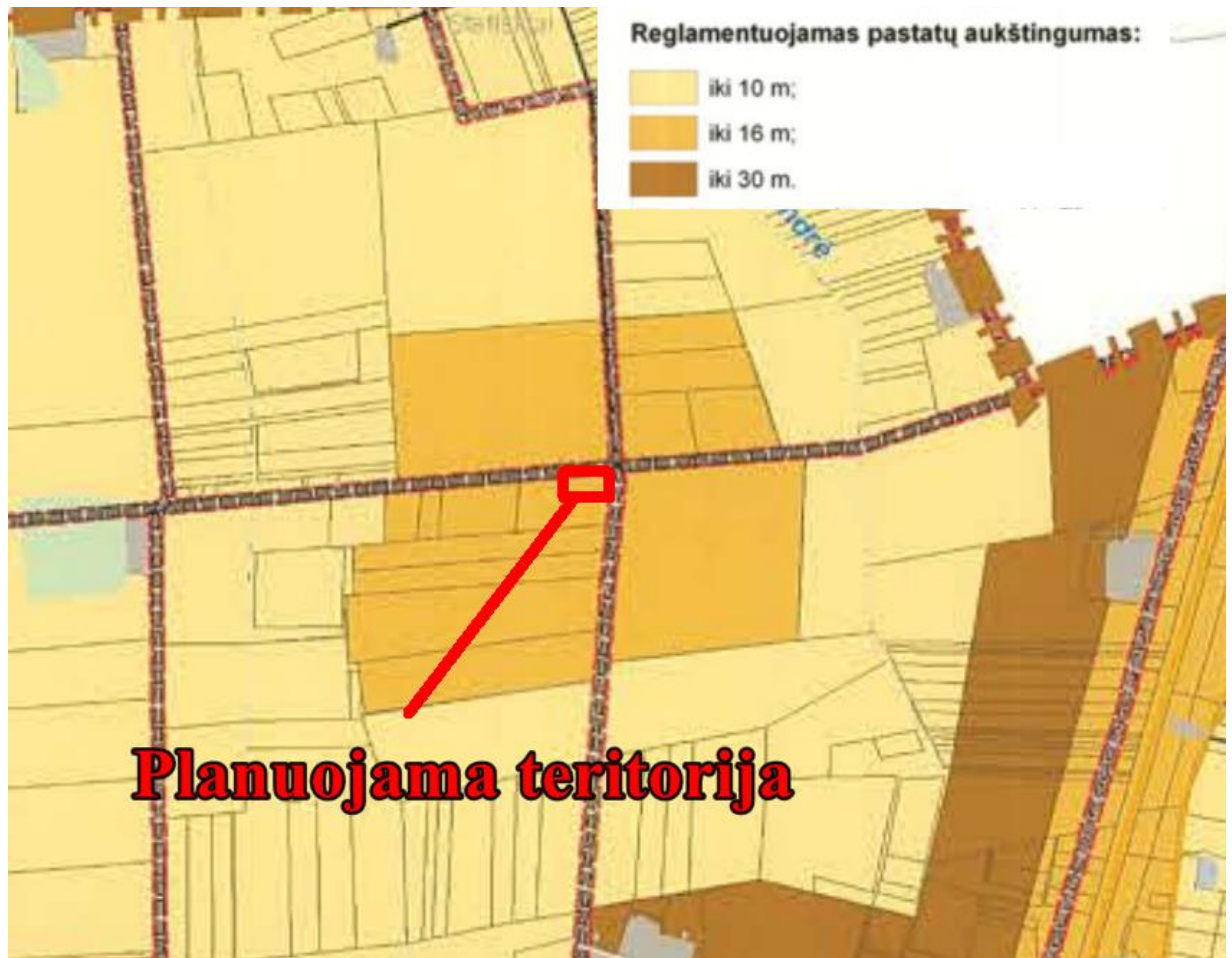 Reglamentuojamas pastatų aukštingumas:
iki 10 m;
iki 16 m;
iki 30 m.
Planuojama teritorija